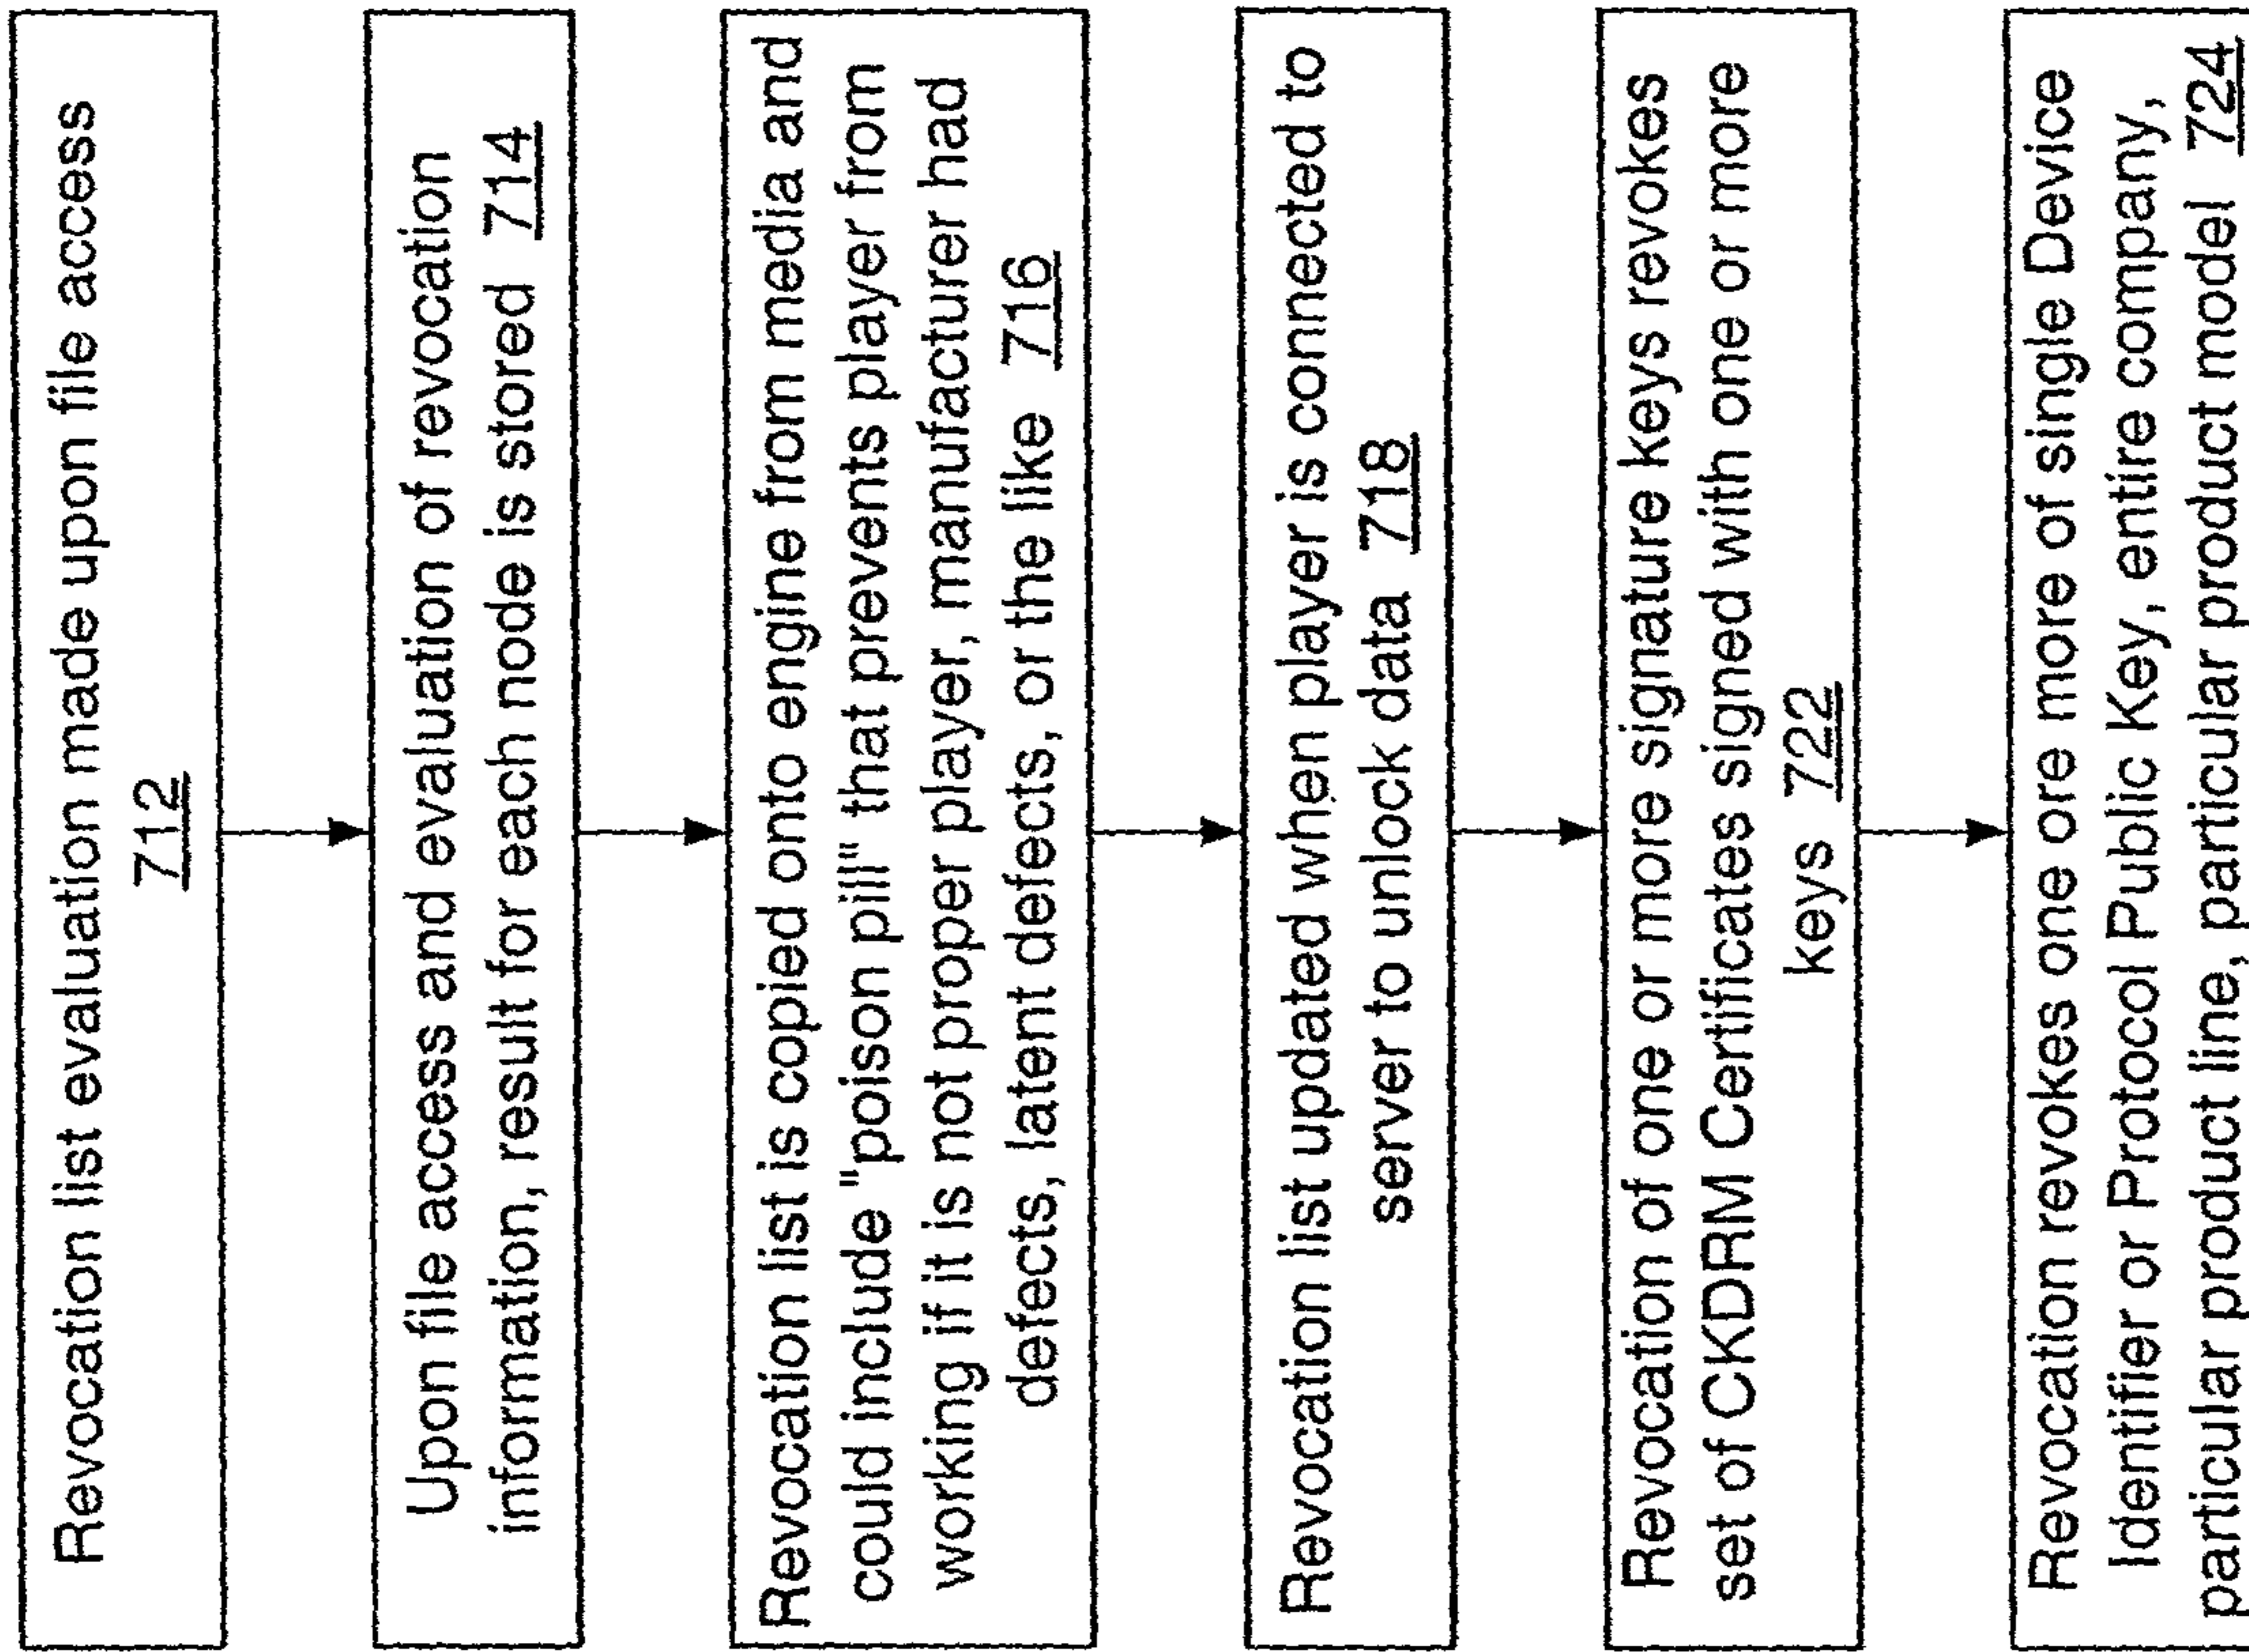 Revocation list evaluation made upon file access
712
Upon file access and evaluation of revocation
information, result for each node is stored 714
Revocation list is copied onto engine from media and
could include "poison pill" that prevents player from
working if it is not proper player, manufacturer had
defects, latent defects, or the like 716
Revocation list updated when player is connected to
server to unlock data 718
Revocation of one or more signature keys revokes
set of CKDRM Certificates signed with one or more
keys 722
Revocation revokes one ore more of single Device
Identifier or Protocol Public Key, entire company,
particular product line, particular product model 724